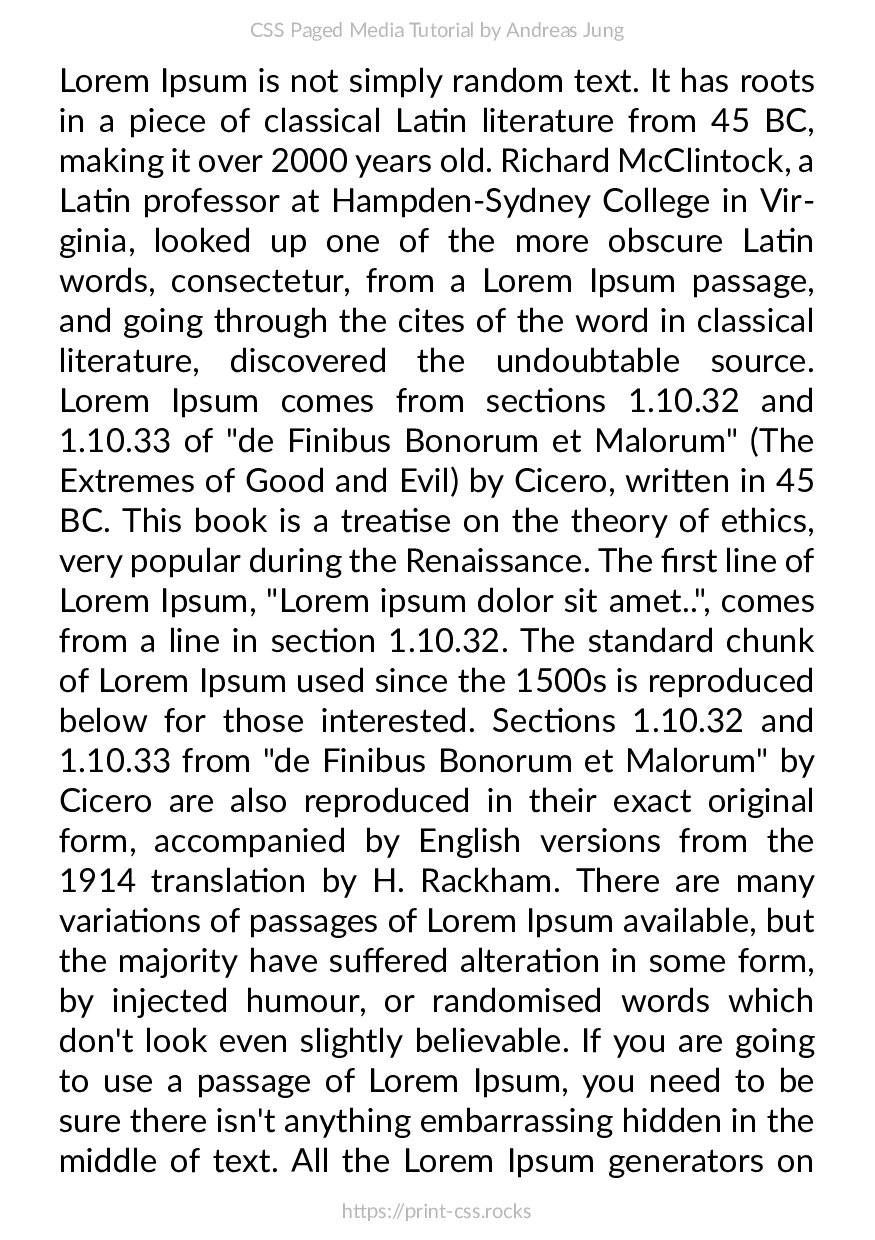 CSS Paged Media Tutorial by Andreas Jung
Lorem Ipsum is not simply random text. It has roots
in a piece of classical Latin literature from 45 BC,
making it over 2000 years old. Richard McClintock, a
Latin professor at Hampden-Sydney College in Vir-
ginia, looked up one of the more obscure Latin
words, consectetur, from a Lorem Ipsum passage,
and going through the cites of the word in classical
literature, discovered the undoubtable source.
Lorem Ipsum comes from sections 1.10.32 and
1.10.33 of "de Finibus Bonorum et Malorum" (The
Extremes of Good and Evil) by Cicero, written in 45
BC. This book is a treatise on the theory of ethics,
very popular during the Renaissance. The first line of
Lorem Ipsum, "Lorem ipsum dolor sit amet..", comes
from a line in section 1.10.32. The standard chunk
of Lorem Ipsum used since the 1500s is reproduced
below for those interested. Sections 1.10.32 and
1.10.33 from "de Finibus Bonorum et Malorum" by
Cicero are also reproduced in their exact original
form, accompanied by English versions from the
1914 translation by H. Rackham. There are many
variations of passages of Lorem Ipsum available, but
the majority have suffered alteration in some form,
by injected humour, or randomised words which
don't look even slightly believable. If you are going
to use a passage of Lorem Ipsum, you need to be
sure there isn't anything embarrassing hidden in the
middle of text. All the Lorem Ipsum generators on
https://print-css.rocks